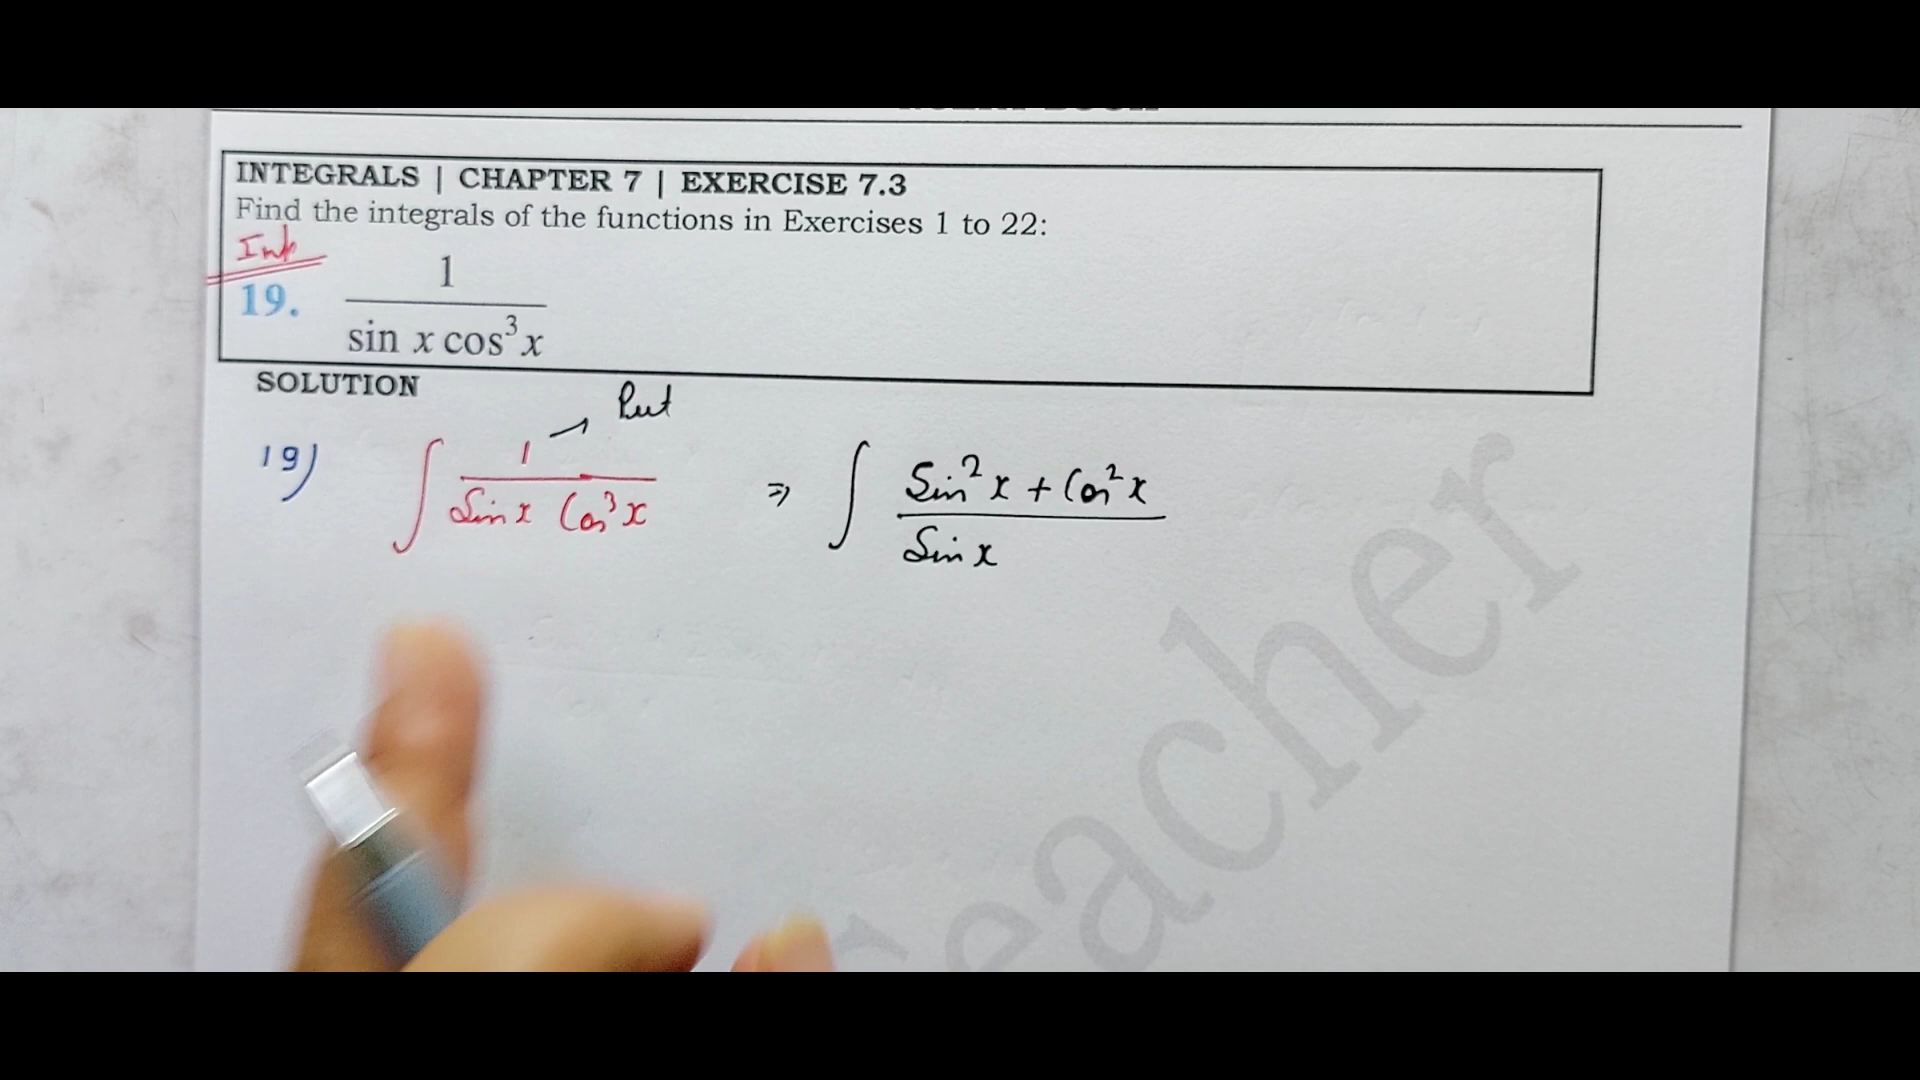 INTEGRALS | CHAPTER 7 | EXERCISE 7.3
Find the integrals of the functions in Exercises 1 to 22:
19. 1 / sin x cos³x
SOLUTION
Put
19) ∫ 1 / Sin x Cos³x ⇒ ∫ Sin²x + Cos²x / Sin x
eacher